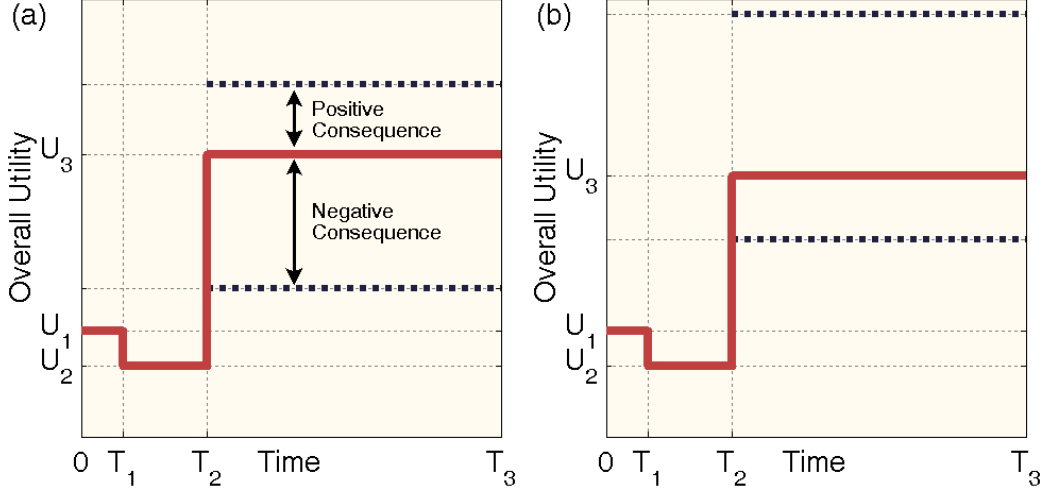 (a)
Positive
Consequence
U3
Negative
Consequence
Overall Utility
U1
U2
0 T1 T2 Time T3
(b)
U3
Overall Utility
U1
U2
0 T1 T2 Time T3